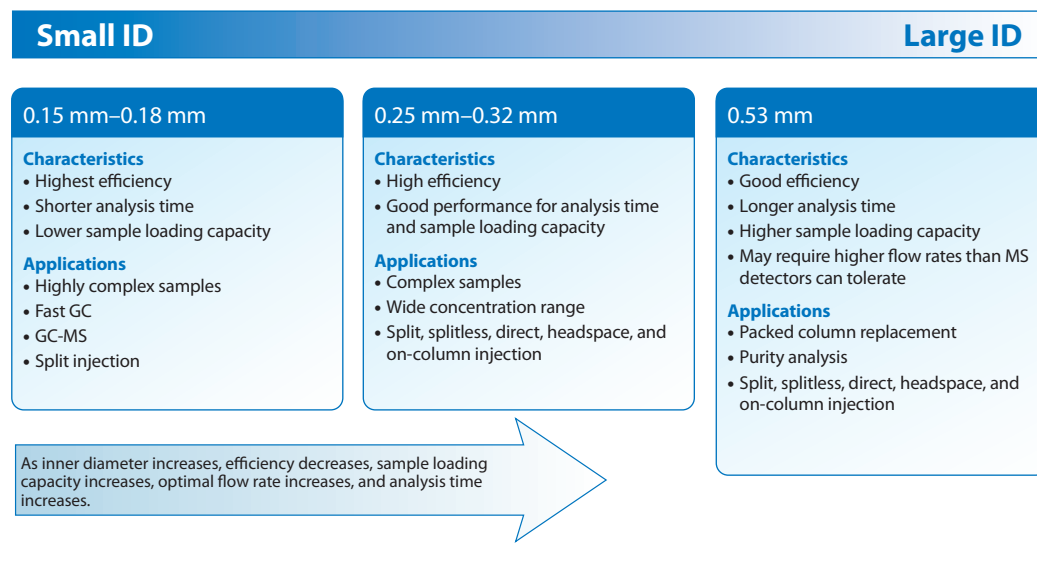 Small ID
Large ID
0.15 mm–0.18 mm
Characteristics
• Highest efficiency
• Shorter analysis time
• Lower sample loading capacity
Applications
• Highly complex samples
• Fast GC
• GC-MS
• Split injection
0.25 mm–0.32 mm
Characteristics
• High efficiency
• Good performance for analysis time
and sample loading capacity
Applications
• Complex samples
• Wide concentration range
• Split, splitless, direct, headspace, and
on-column injection
0.53 mm
Characteristics
• Good efficiency
• Longer analysis time
• Higher sample loading capacity
• May require higher flow rates than MS
detectors can tolerate
Applications
• Packed column replacement
• Purity analysis
• Split, splitless, direct, headspace, and
on-column injection
As inner diameter increases, efficiency decreases, sample loading
capacity increases, optimal flow rate increases, and analysis time
increases.